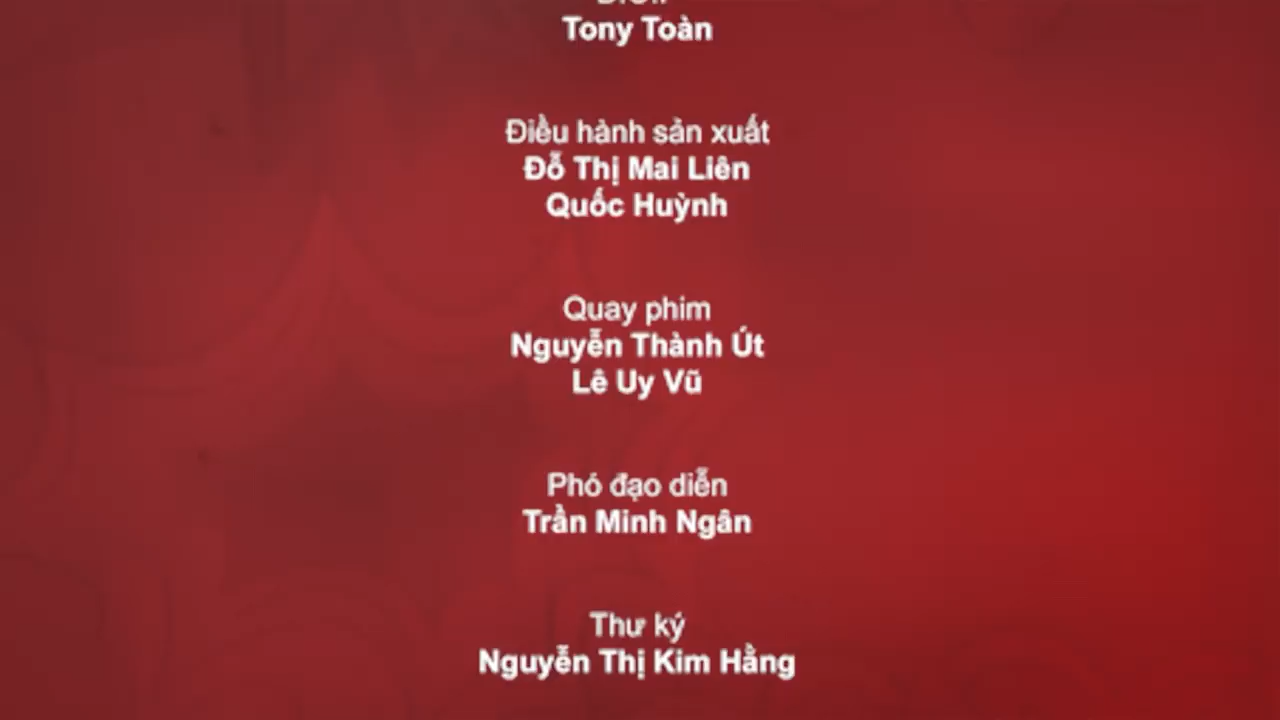 Tony Toàn
Điều hành sản xuất
Đỗ Thị Mai Liên
Quốc Huỳnh
Quay phim
Nguyễn Thành Út
Lê Uy Vũ
Phó đạo diễn
Trần Minh Ngân
Thư ký
Nguyễn Thị Kim Hằng